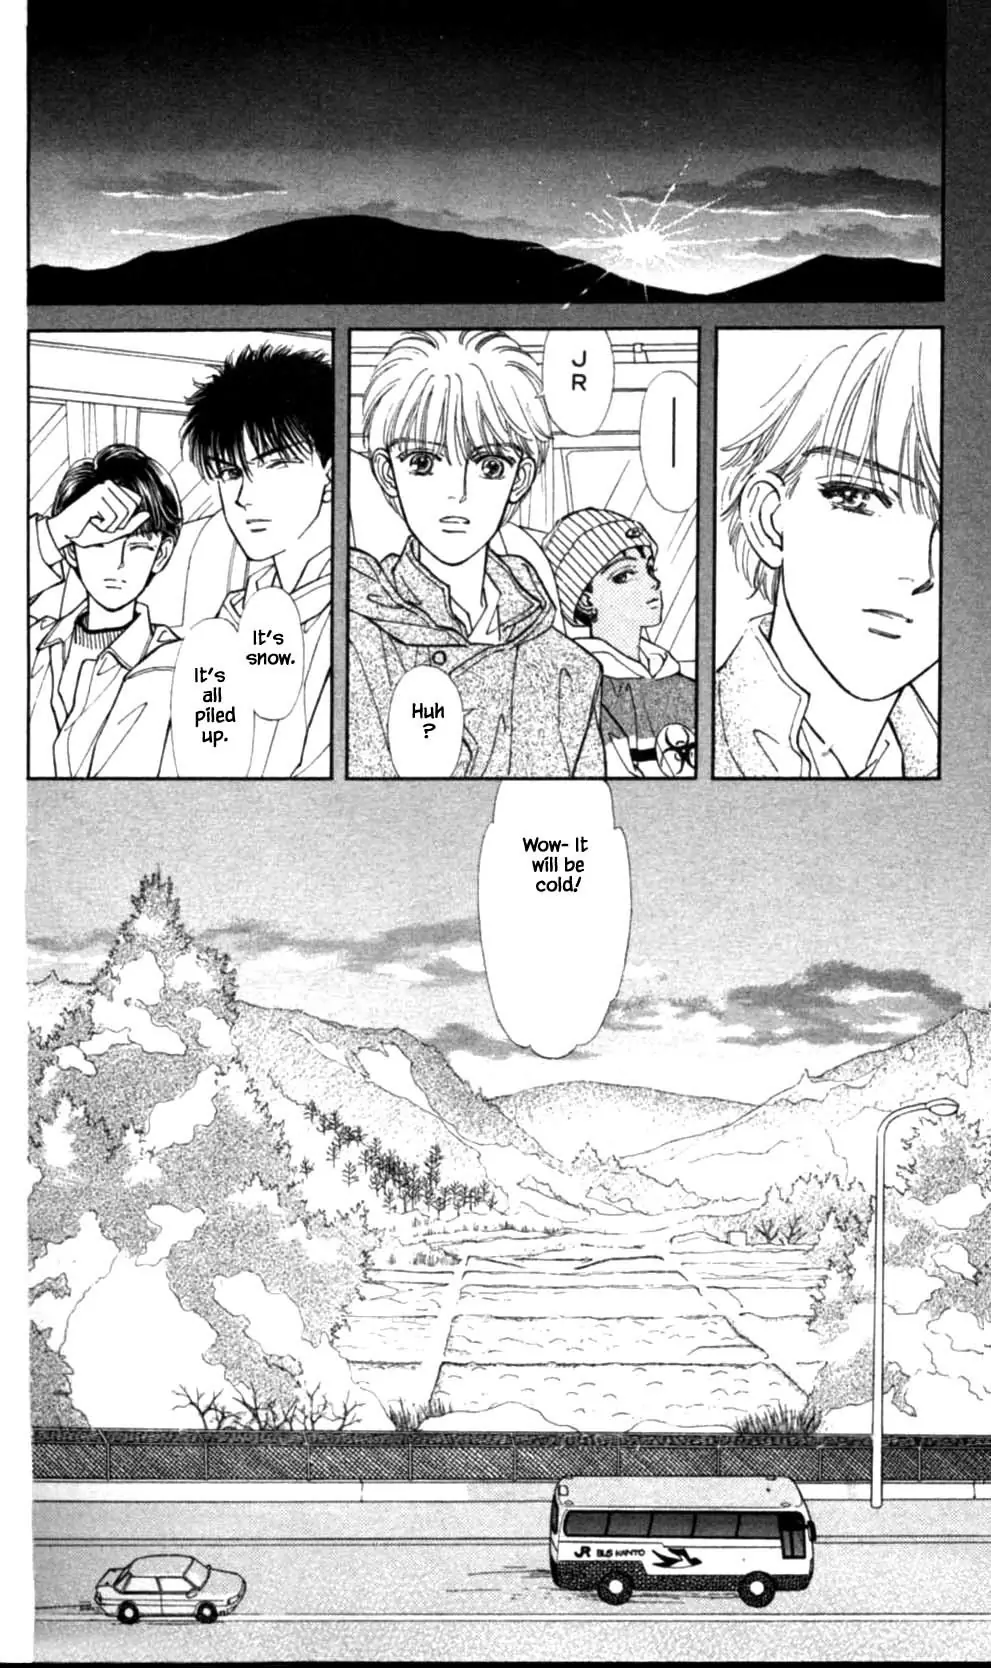 J
R
It's
snow.
It's
all
piled
up.
Huh
?
Wow- It
will be
cold!
JR BUS KANTO